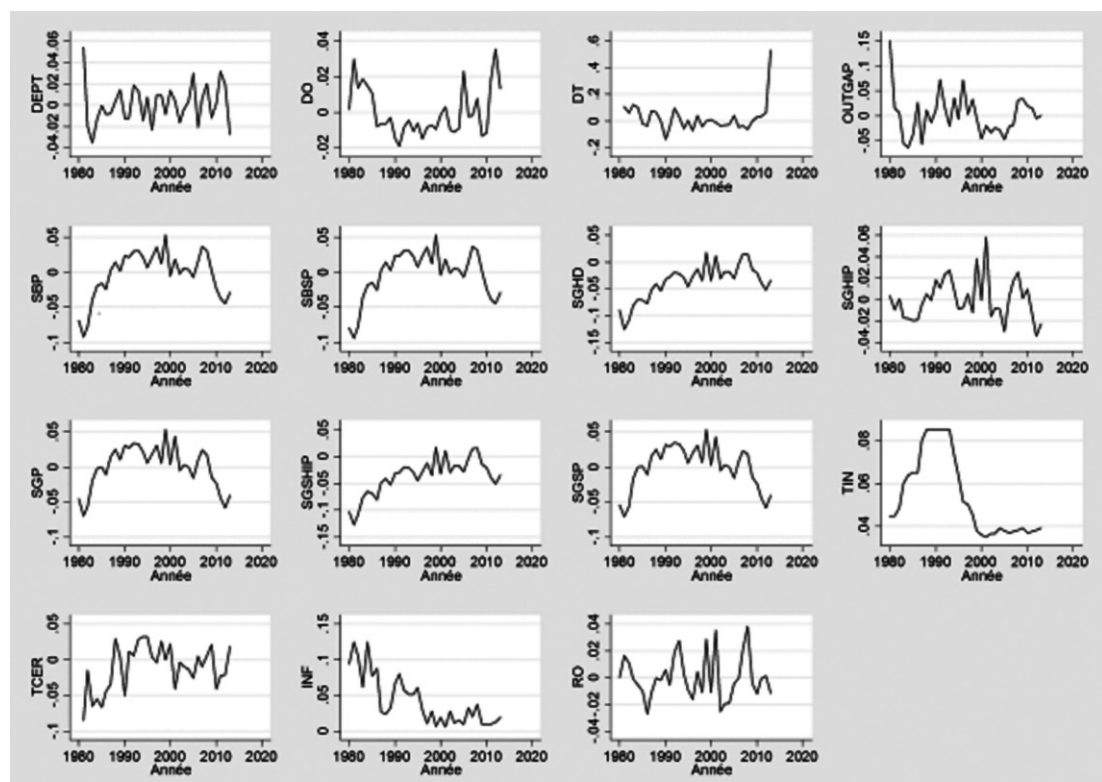 DEPT
-.04-.02 0 .02.04.06
1980 1990 2000 2010 2020
Année
DO
-.02 0 .02 .04
1980 1990 2000 2010 2020
Année
DT
-.2 0 .2 .4 .6
1980 1990 2000 2010 2020
Année
OUTGAP
-.05 0 .05 .1 .15
1980 1990 2000 2010 2020
Année
SBP
-.1 -.05 0 .05
1980 1990 2000 2010 2020
Année
SBSP
-.1 -.05 0 .05
1980 1990 2000 2010 2020
Année
SGHD
-.15 -.1 -.05 0 .05
1980 1990 2000 2010 2020
Année
SGHIP
-.04-.02 0 .02.04.06
1980 1990 2000 2010 2020
Année
SGP
-.1 -.05 0 .05
1980 1990 2000 2010 2020
Année
SGSHIP
-.15 -.1 -.05 0 .05
1980 1990 2000 2010 2020
Année
SGSP
-.1 -.05 0 .05
1980 1990 2000 2010 2020
Année
TIN
.04 .06 .08
1980 1990 2000 2010 2020
Année
TCER
-.1 -.05 0 .05
1980 1990 2000 2010 2020
Année
INF
0 .05 .1 .15
1980 1990 2000 2010 2020
Année
RO
-.04-.02 0 .02 .04
1980 1990 2000 2010 2020
Année